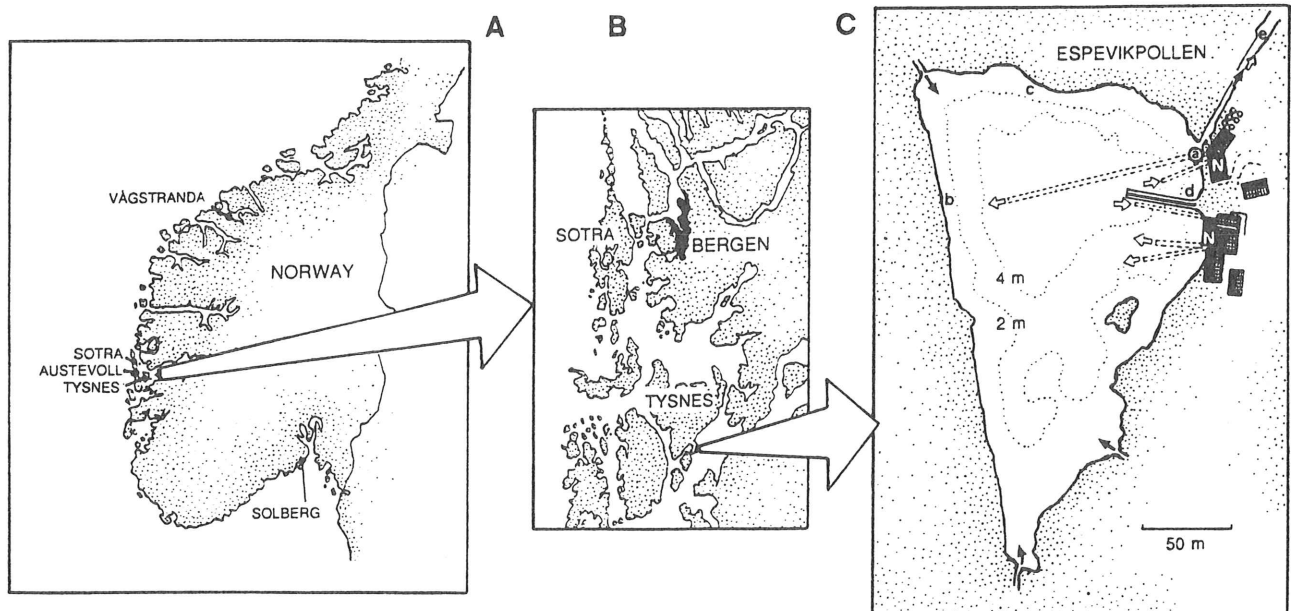 A
B
C
VÅGSTRANDA
NORWAY
SOTRA
AUSTEVOLL
TYSNES
SOLBERG
SOTRA
BERGEN
TYSNES
ESPEVIKPOLLEN
e
c
a
N
d
b
N
4 m
2 m
50 m